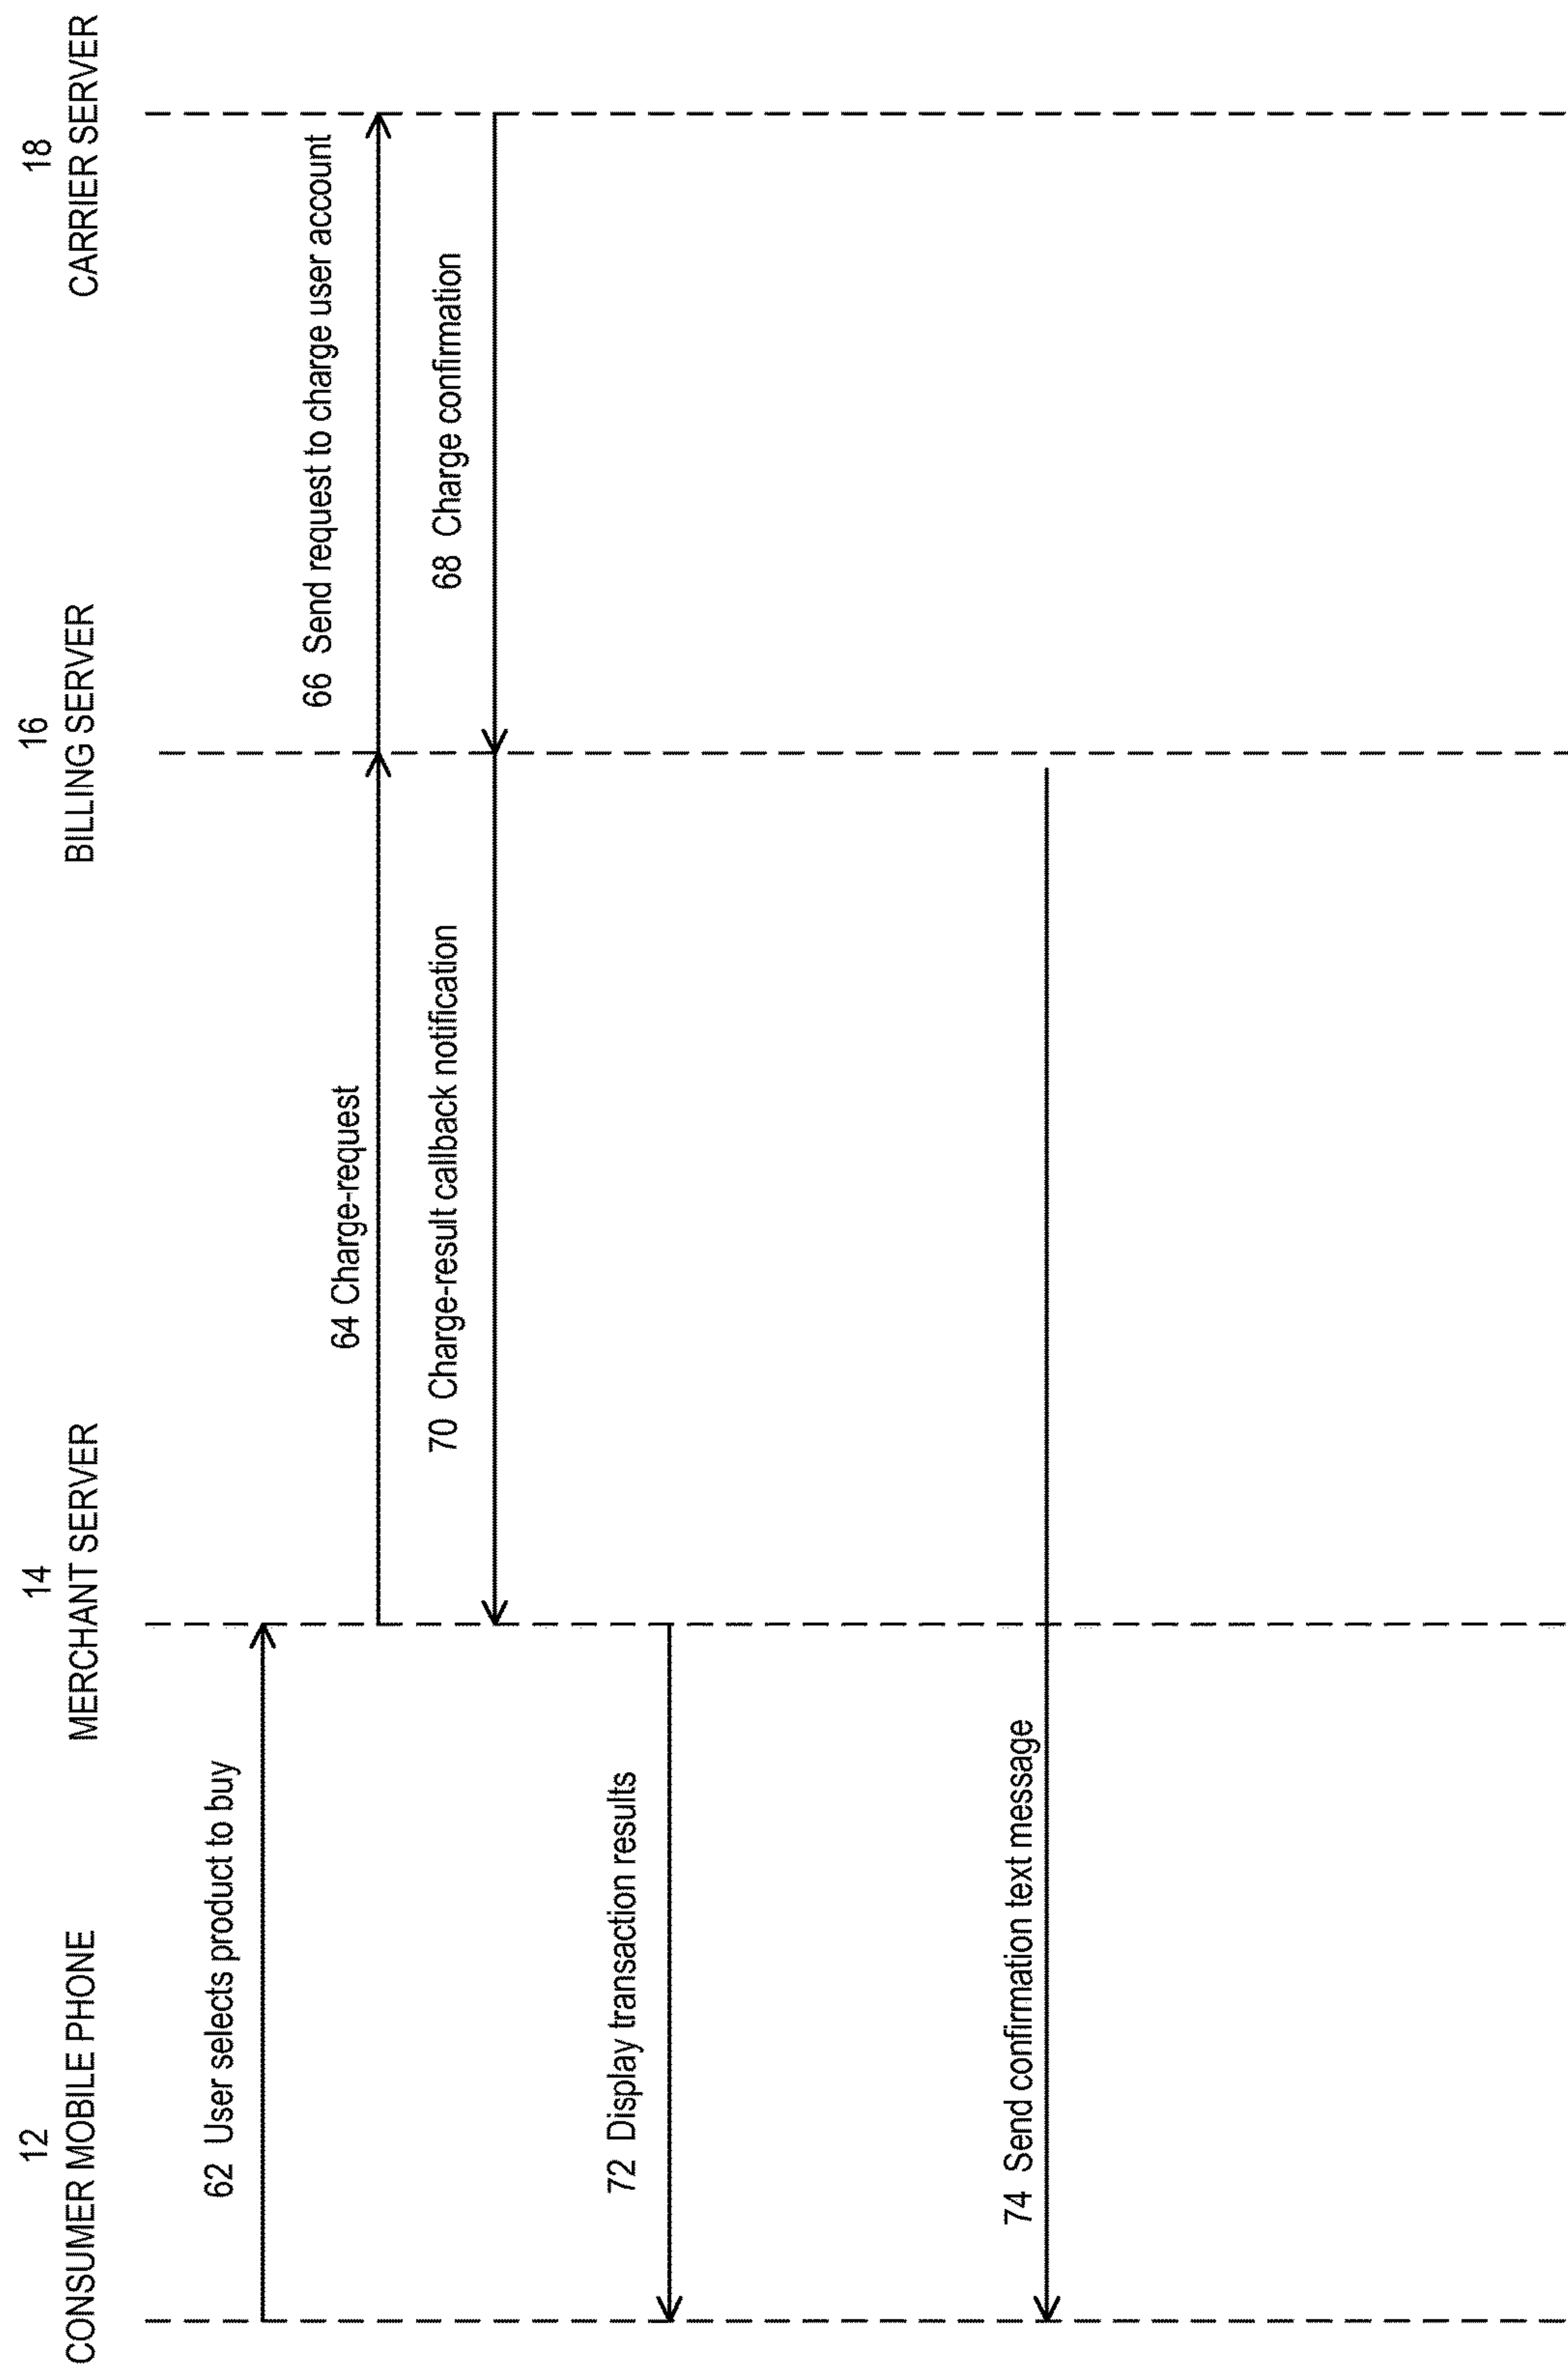 12
CONSUMER MOBILE PHONE
14
MERCHANT SERVER
16
BILLING SERVER
18
CARRIER SERVER
62 User selects product to buy
64 Charge-request
66 Send request to charge user account
70 Charge-result callback notification
68 Charge confirmation
72 Display transaction results
74 Send confirmation text message